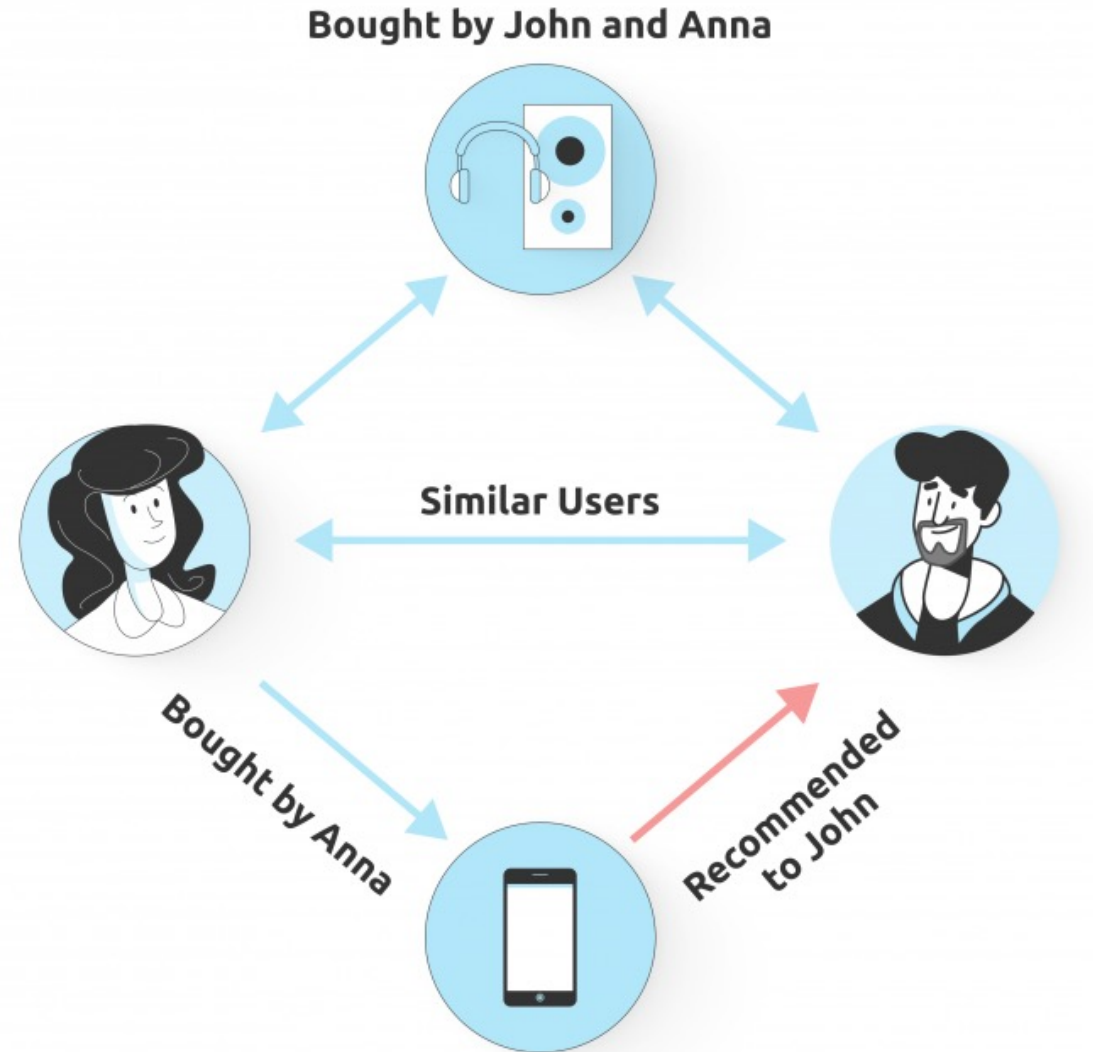 Bought by John and Anna
Similar Users
Bought by Anna
Recommended
to John